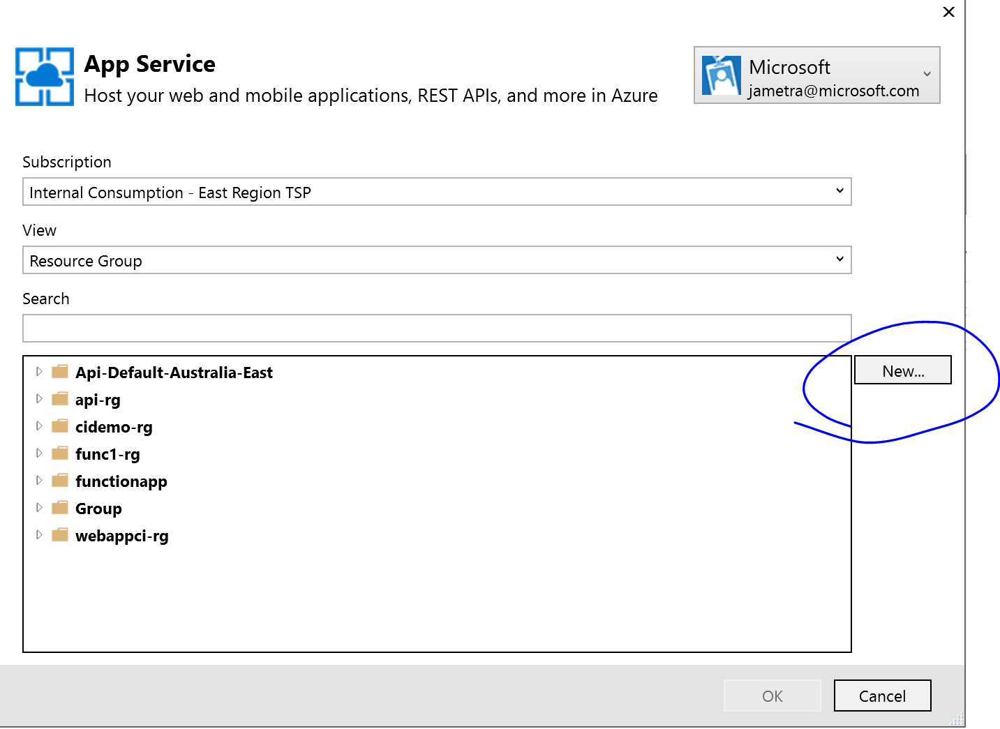 App Service
Host your web and mobile applications, REST APIs, and more in Azure
Microsoft
jametra@microsoft.com
Subscription
Internal Consumption - East Region TSP
View
Resource Group
Search
New...
Api-Default-Australia-East
api-rg
cidemo-rg
func1-rg
functionapp
Group
webappci-rg
OK
Cancel